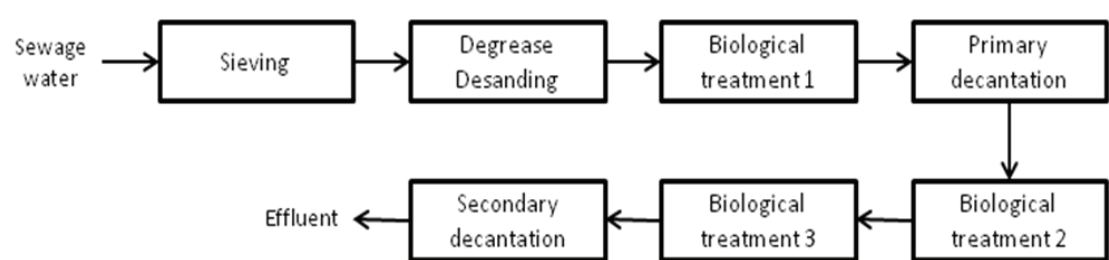 Sewage
water
Sieving
Degrease
Desanding
Biological
treatment 1
Primary
decantation
Biological
treatment 2
Biological
treatment 3
Secondary
decantation
Effluent